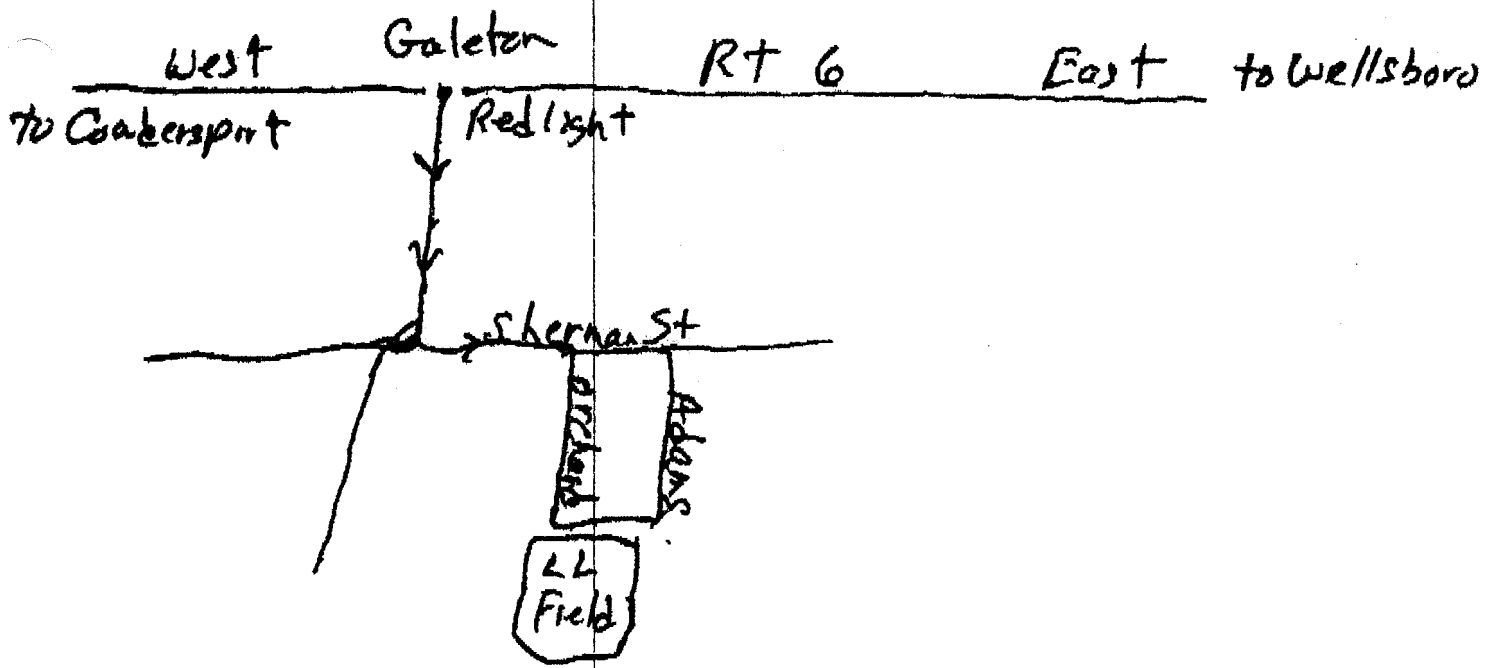 Galeton
West Rt 6 East to Wellsboro
to Coudersport Redlight
Sherman St
orchard
Adams
LL
Field